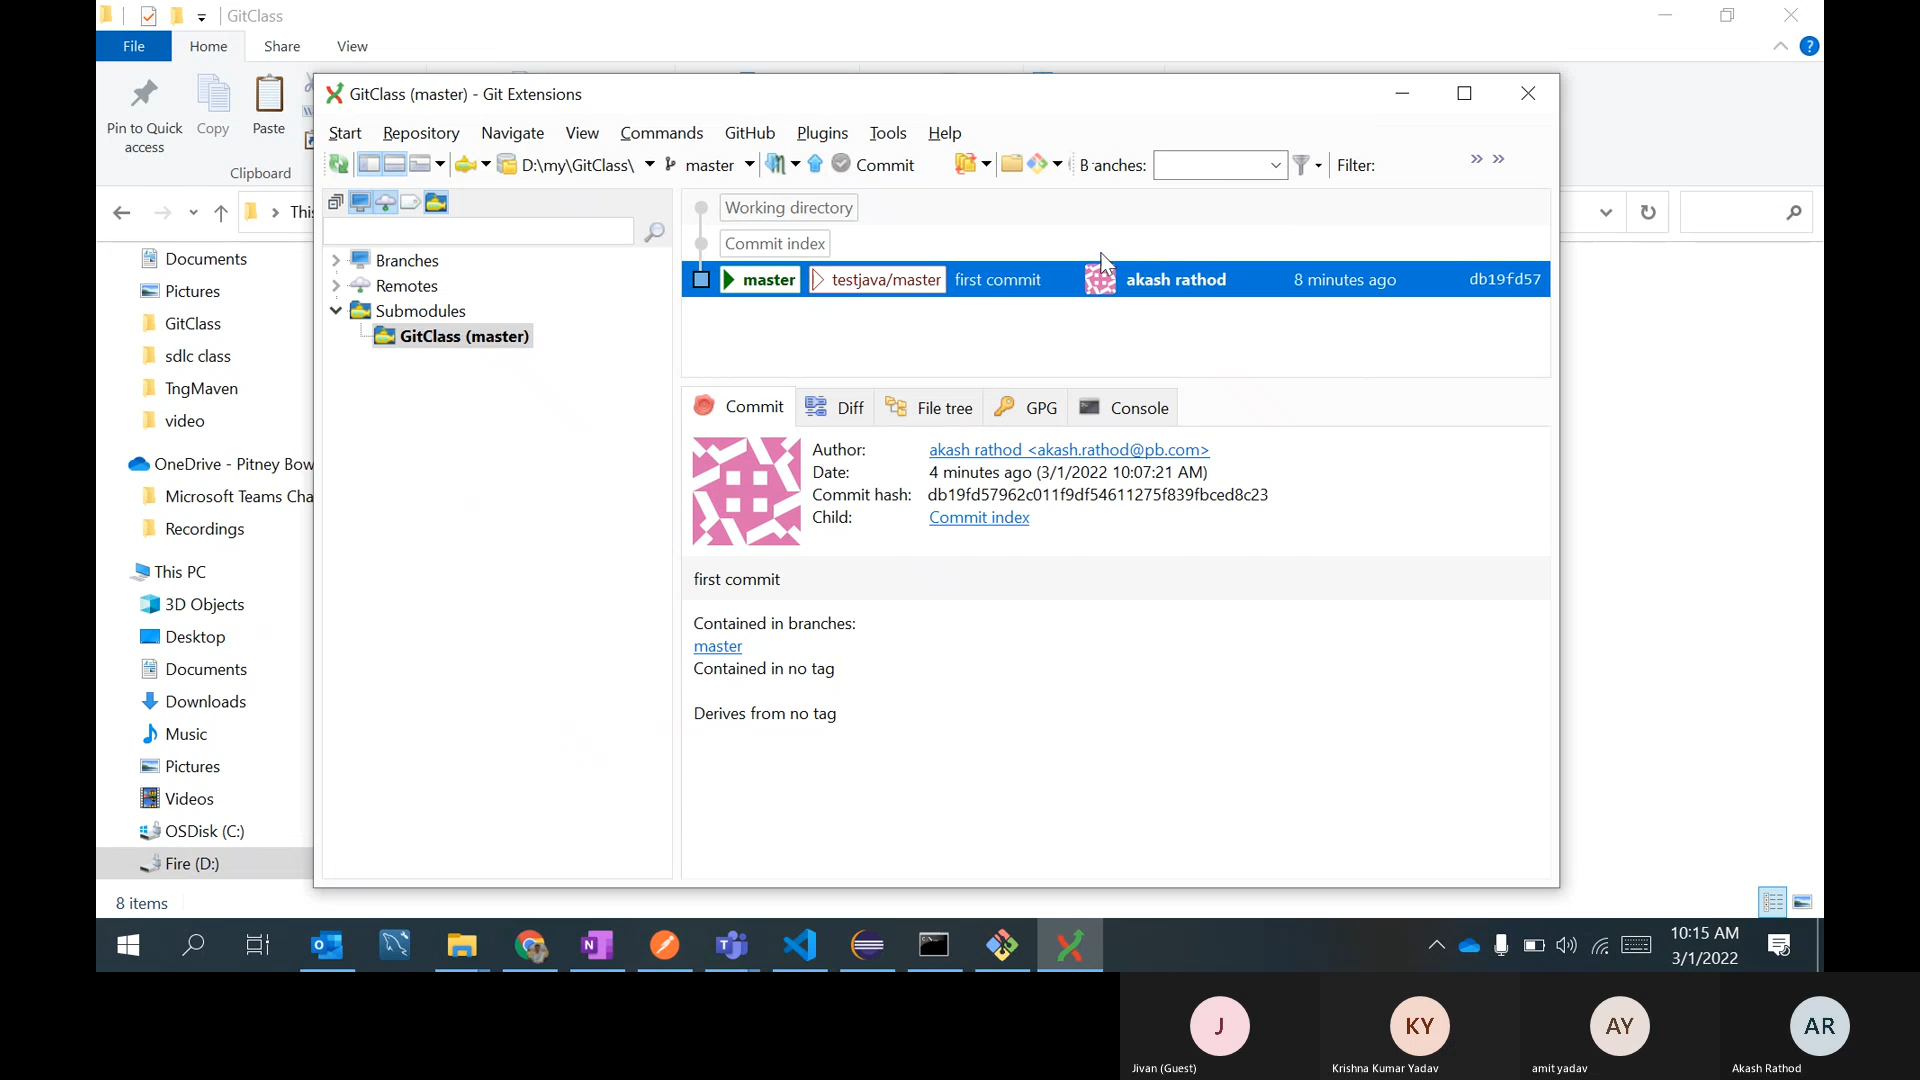 GitClass
File
Home
Share
View
?
Pin to Quick
access
Copy
Paste
Clipboard
GitClass (master) - Git Extensions
Start
Repository
Navigate
View
Commands
GitHub
Plugins
Tools
Help
D:\my\GitClass\
master
Commit
Branches:
Filter:
Documents
Pictures
GitClass
sdlc class
TngMaven
video
OneDrive - Pitney Bow
Microsoft Teams Cha
Recordings
This PC
3D Objects
Desktop
Documents
Downloads
Music
Pictures
Videos
OSDisk (C:)
Fire (D:)
8 items
Branches
Remotes
Submodules
GitClass (master)
Working directory
Commit index
master
testjava/master
first commit
akash rathod
8 minutes ago
db19fd57
Commit
Diff
File tree
GPG
Console
Author: akash rathod <akash.rathod@pb.com>
Date: 4 minutes ago (3/1/2022 10:07:21 AM)
Commit hash: db19fd57962c011f9df54611275f839fbced8c23
Child: Commit index
first commit
Contained in branches:
master
Contained in no tag
Derives from no tag
10:15 AM
3/1/2022
J
KY
AY
AR
Jivan (Guest)
Krishna Kumar Yadav
amit yadav
Akash Rathod